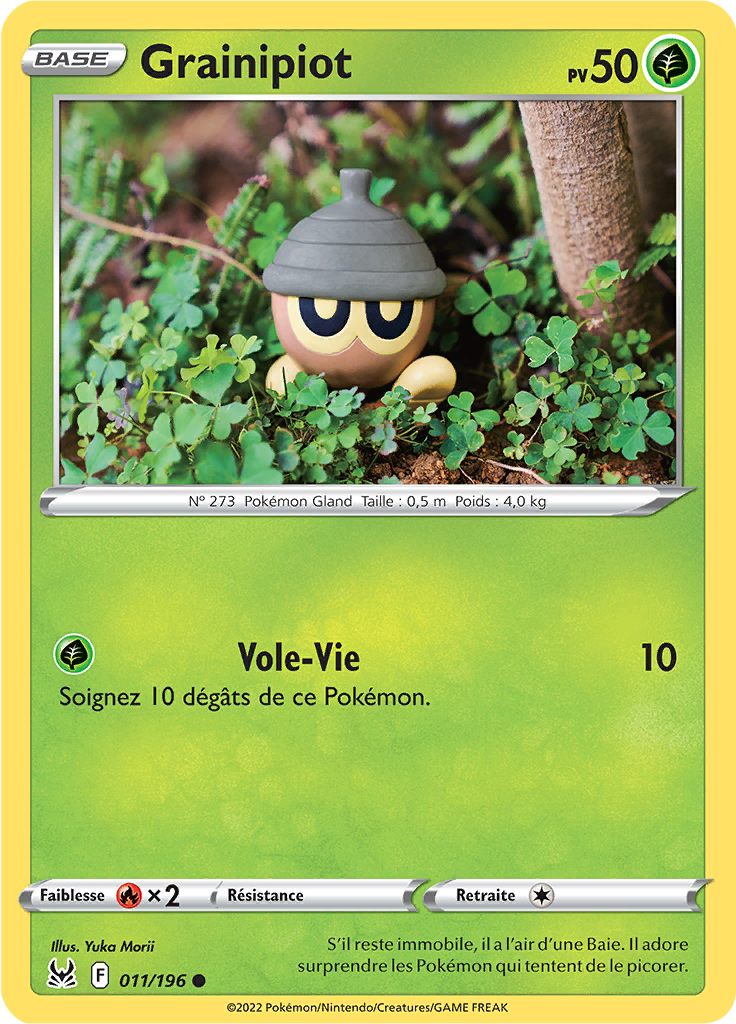 BASE Grainipiot PV 50
N° 273 Pokémon Gland Taille : 0,5 m Poids : 4,0 kg
Vole-Vie 10
Soignez 10 dégâts de ce Pokémon.
Faiblesse ×2 Résistance Retraite
Illus. Yuka Morii
S'il reste immobile, il a l'air d'une Baie. Il adore
surprendre les Pokémon qui tentent de le picorer.
F 011/196
©2022 Pokémon/Nintendo/Creatures/GAME FREAK